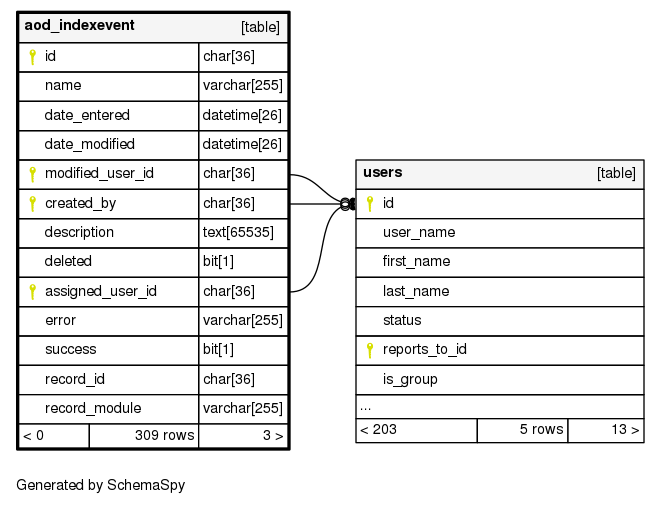 aod_indexevent [table]
id char[36]
name varchar[255]
date_entered datetime[26]
date_modified datetime[26]
modified_user_id char[36]
created_by char[36]
description text[65535]
deleted bit[1]
assigned_user_id char[36]
error varchar[255]
success bit[1]
record_id char[36]
record_module varchar[255]
< 0 309 rows 3 >
users [table]
id
user_name
first_name
last_name
status
reports_to_id
is_group
...
< 203 5 rows 13 >
Generated by SchemaSpy